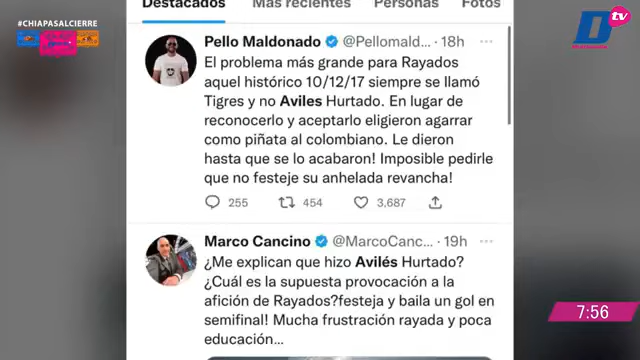 #CHIAPASALCIERRE
tv
D
Destacados Más recientes Personas Fotos
Pello Maldonado @Pellomald... · 18h
El problema más grande para Rayados
aquel histórico 10/12/17 siempre se llamó
Tigres y no Aviles Hurtado. En lugar de
reconocerlo y aceptarlo eligieron agarrar
como piñata al colombiano. Le dieron
hasta que se lo acabaron! Imposible pedirle
que no festeje su anhelada revancha!
255 454 3,687
Marco Cancino @MarcoCanc... · 19h
¿Me explican que hizo Avilés Hurtado?
¿Cuál es la supuesta provocación a la
afición de Rayados?festeja y baila un gol en
semifinal! Mucha frustración rayada y poca
educación...
7:56